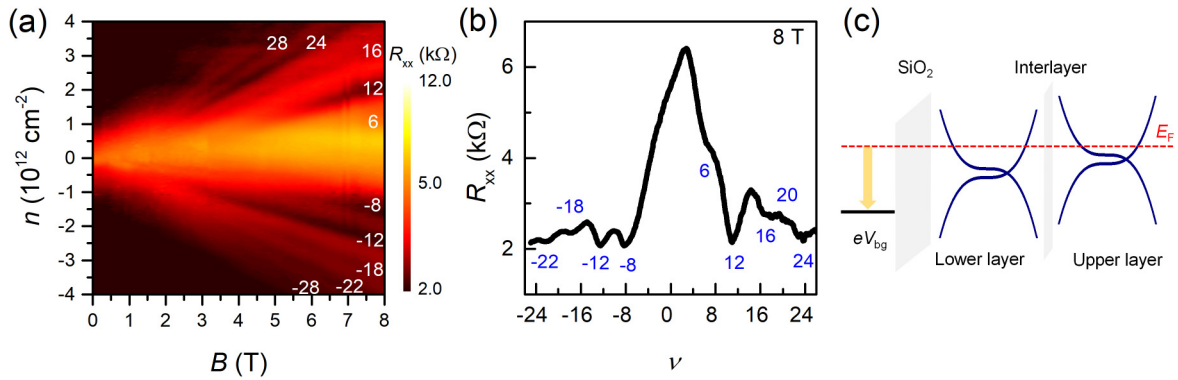 (a)
4
3
2
1
0
-1
-2
-3
-4
n (10¹² cm⁻²)
0 1 2 3 4 5 6 7 8
B (T)
28 24 16
12
6
-8
-12
-18
-28 -22
Rxx (kΩ)
12.0
5.0
2.0
(b)
8 T
6
4
2
Rxx (kΩ)
-18
-22
-12
-8
6
12
16
20
24
-24 -16 -8 0 8 16 24
ν
(c)
SiO₂
Interlayer
EF
eVbg
Lower layer
Upper layer